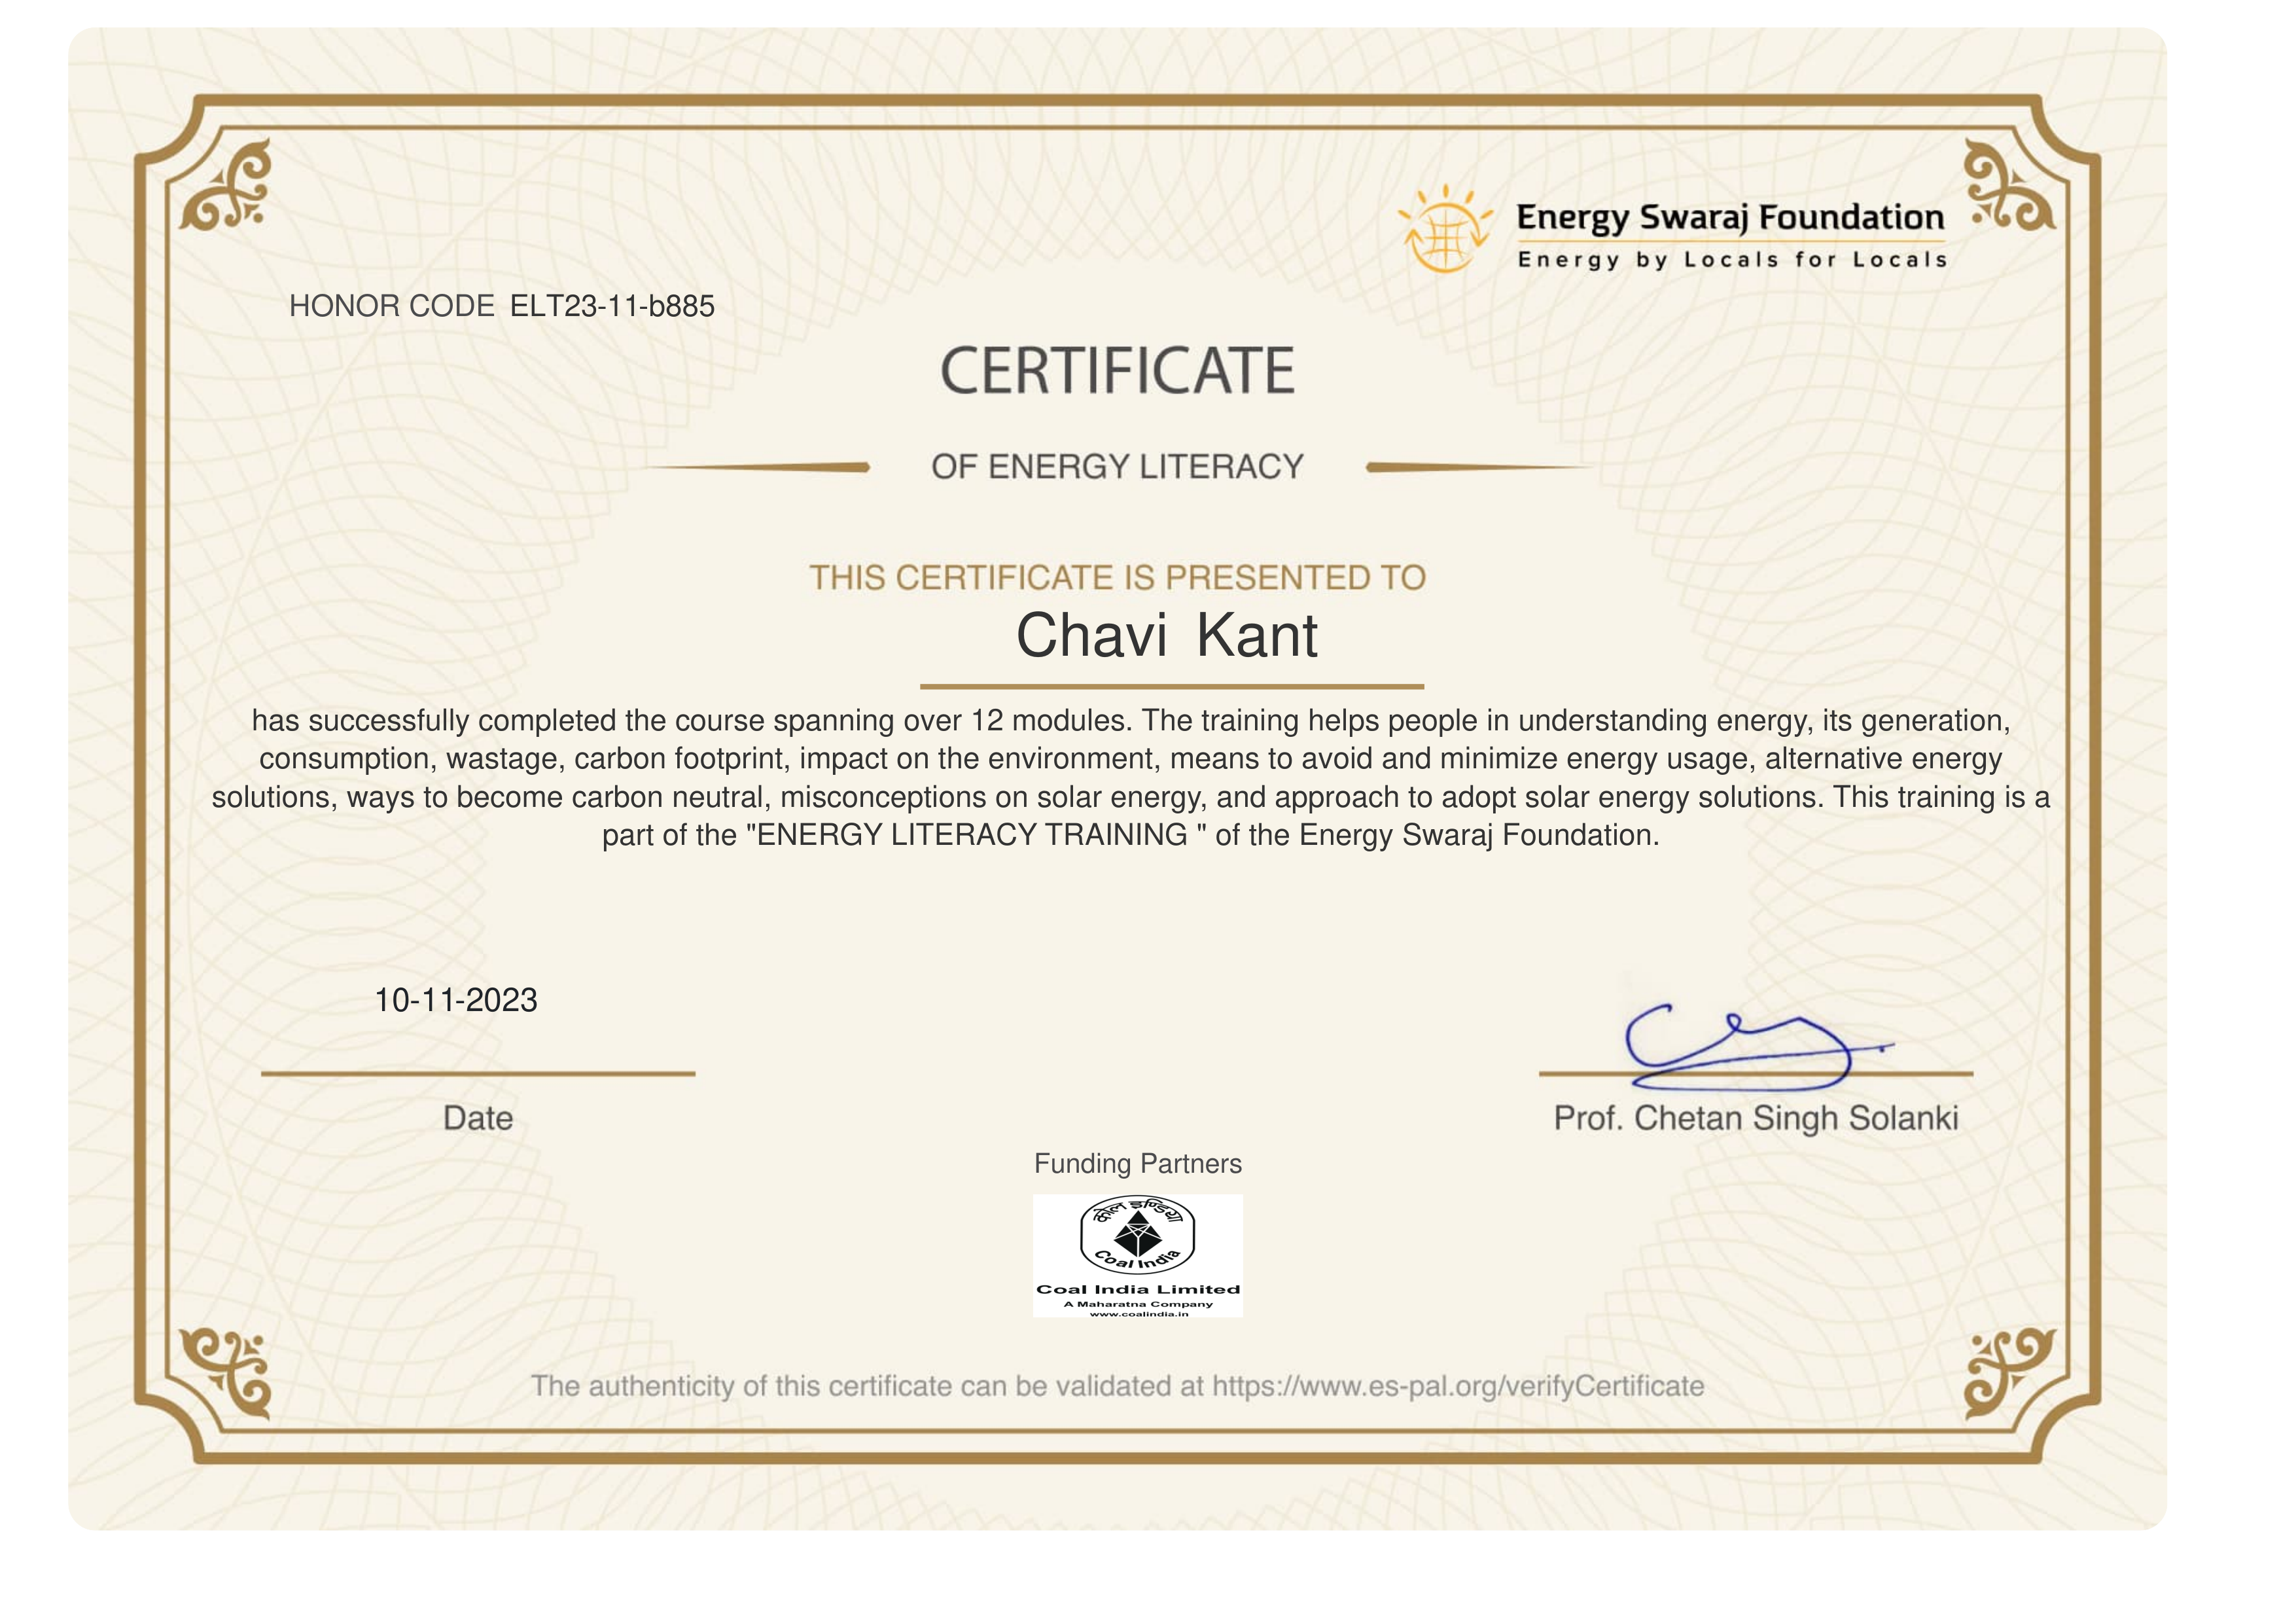 Energy Swaraj Foundation
Energy by Locals for Locals
HONOR CODE ELT23-11-b885
CERTIFICATE
OF ENERGY LITERACY
THIS CERTIFICATE IS PRESENTED TO
Chavi Kant
has successfully completed the course spanning over 12 modules. The training helps people in understanding energy, its generation,
consumption, wastage, carbon footprint, impact on the environment, means to avoid and minimize energy usage, alternative energy
solutions, ways to become carbon neutral, misconceptions on solar energy, and approach to adopt solar energy solutions. This training is a
part of the "ENERGY LITERACY TRAINING " of the Energy Swaraj Foundation.
10-11-2023
Date
Prof. Chetan Singh Solanki
Funding Partners
कोल इण्डिया
Coal India
Coal India Limited
A Maharatna Company
www.coalindia.in
The authenticity of this certificate can be validated at https://www.es-pal.org/verifyCertificate